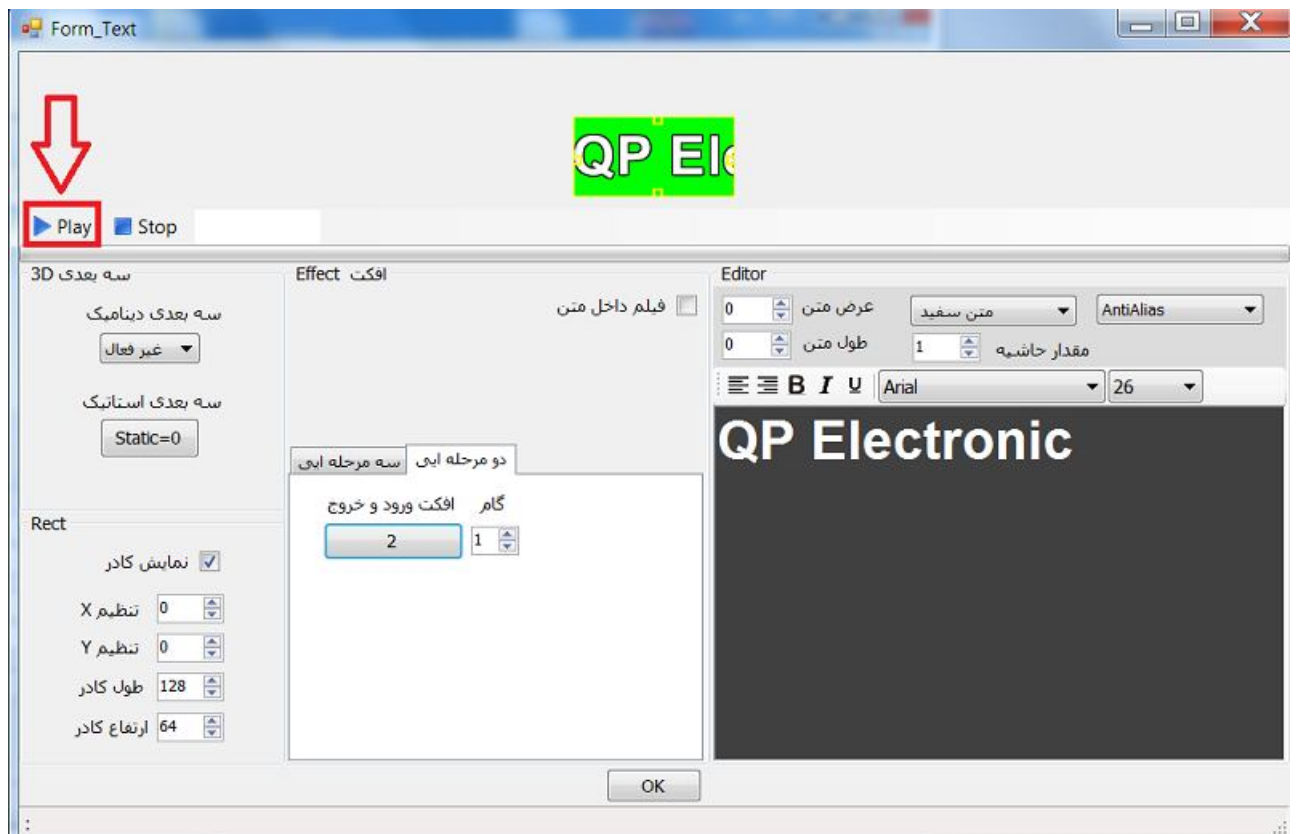 Form_Text
QP Ele
Play Stop
سه بعدی 3D
سه بعدی دینامیک
غیر فعال
سه بعدی استاتیک
Static=0
Rect
نمایش کادر
تنظیم X 0
تنظیم Y 0
طول کادر 128
ارتفاع کادر 64
افکت Effect
فیلم داخل متن
دو مرحله ایی سه مرحله ایی
گام افکت ورود و خروج
2 1
Editor
0 عرض متن متن سفید AntiAlias
0 طول متن 1 مقدار حاشیه
B I U Arial 26
QP Electronic
OK
: